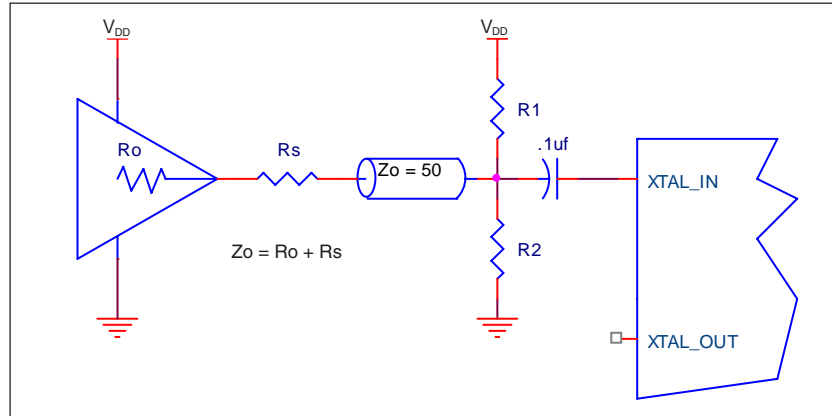 VDD
VDD
R1
Ro
Rs
.1uf
Zo = 50
XTAL_IN
R2
Zo = Ro + Rs
XTAL_OUT